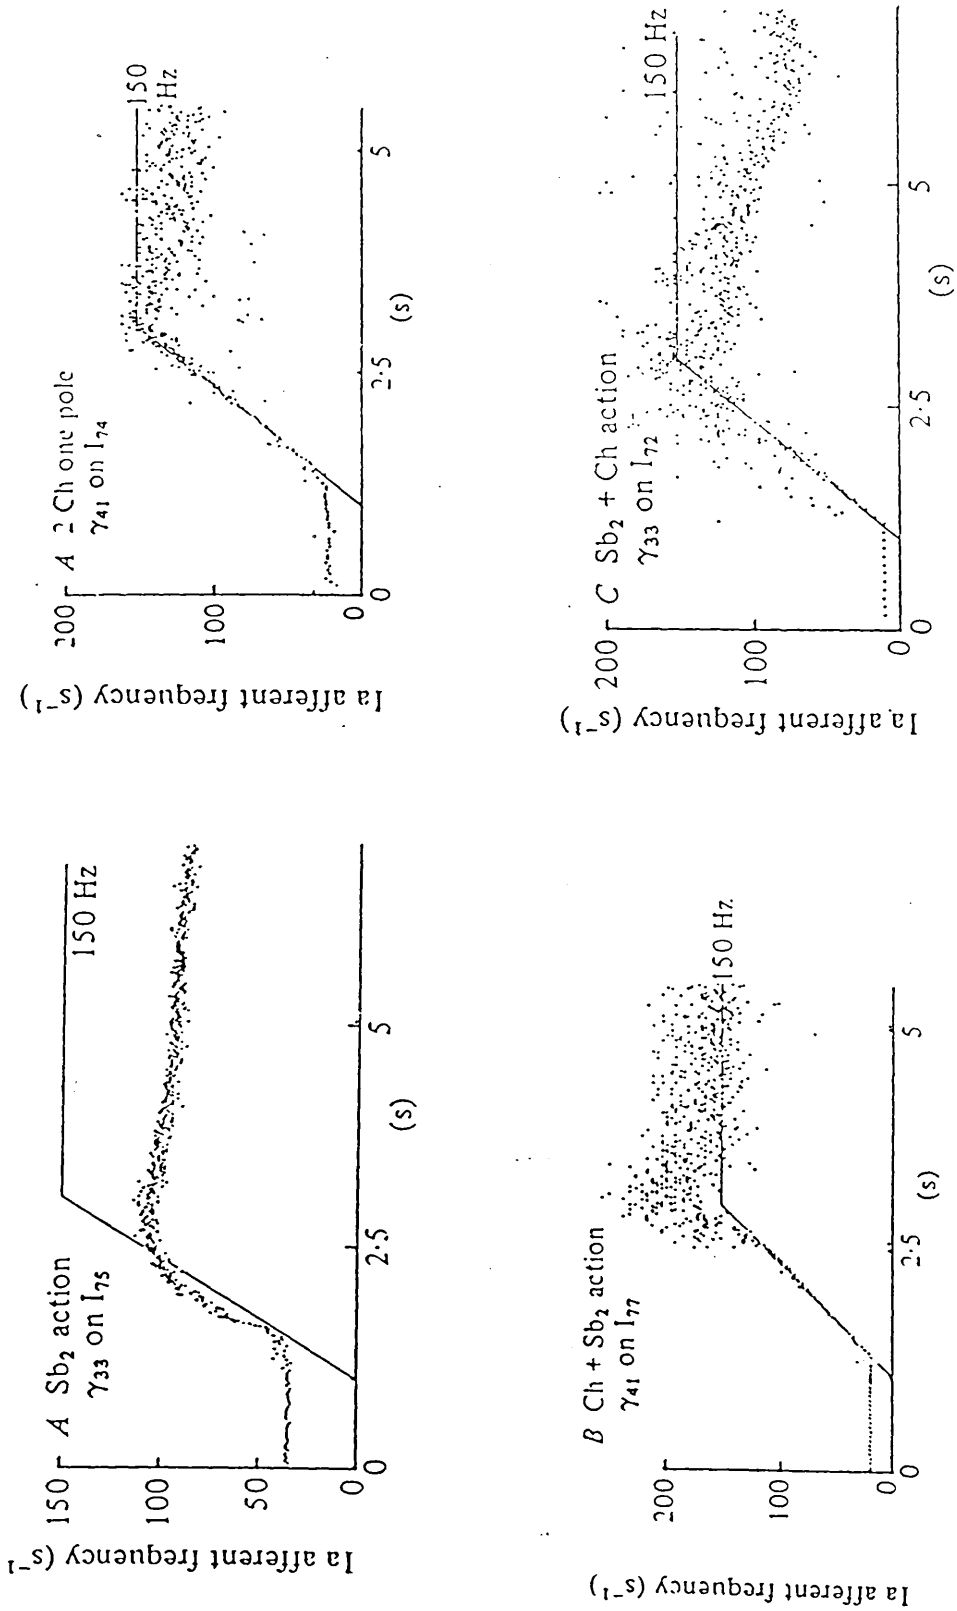 A Sb₂ action
γ₃₃ on I₇₅
150 Hz
150
100
50
0
0
2·5
5
(s)
Ia afferent frequency (s⁻¹)
A 2 Ch one pole
γ₄₁ on I₇₄
150
Hz
200
100
0
0
2·5
5
(s)
Ia afferent frequency (s⁻¹)
B Ch + Sb₂ action
γ₄₁ on I₇₇
150 Hz
200
100
0
0
2·5
5
(s)
Ia afferent frequency (s⁻¹)
C Sb₂ + Ch action
γ₃₃ on I₇₂
150 Hz
200
100
0
0
2·5
5
(s)
Ia afferent frequency (s⁻¹)